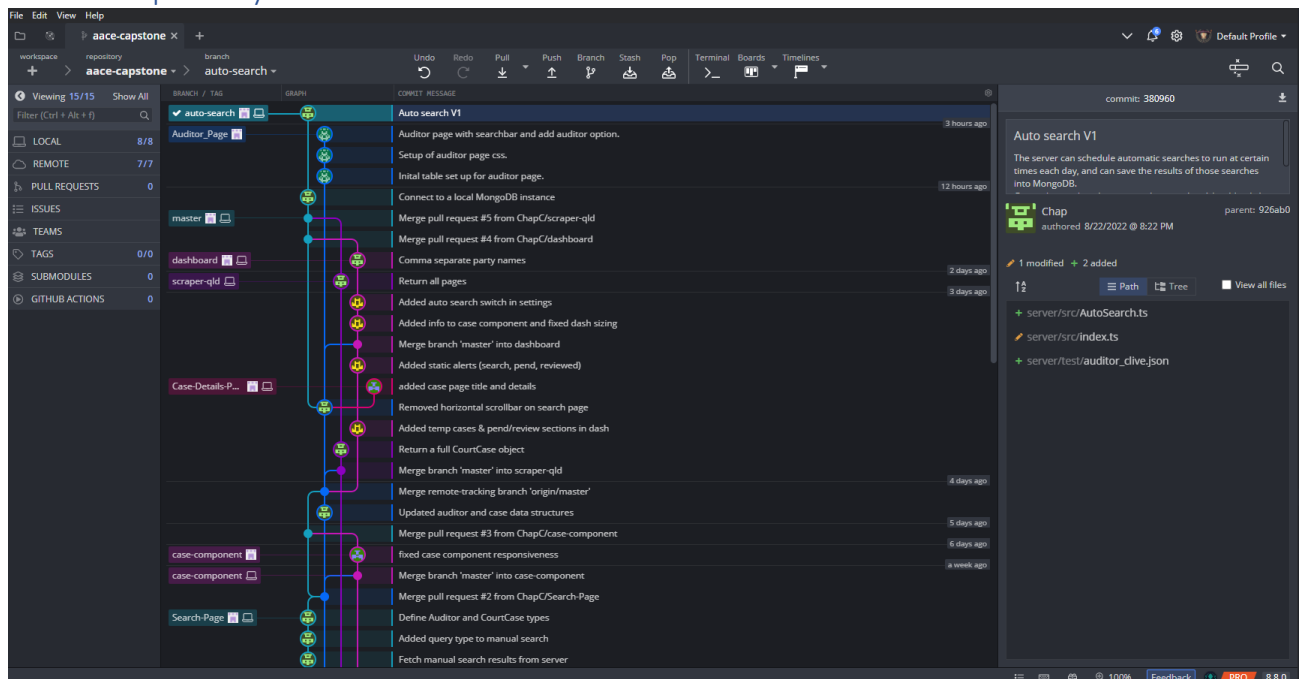 File Edit View Help
aace-capstone × +
Default Profile
workspace repository branch
+ aace-capstone auto-search
Undo Redo Pull Push Branch Stash Pop Terminal Boards Timelines
Viewing 15/15 Show All
Filter (Ctrl + Alt + f)
LOCAL 8/8
REMOTE 7/7
PULL REQUESTS 0
ISSUES
TEAMS
TAGS 0/0
SUBMODULES 0
GITHUB ACTIONS 0
BRANCH / TAG GRAPH COMMIT MESSAGE
auto-search Auto search V1
3 hours ago
Auditor_Page Auditor page with searchbar and add auditor option.
Setup of auditor page css.
Inital table set up for auditor page.
12 hours ago
Connect to a local MongoDB instance
master Merge pull request #5 from ChapC/scraper-qld
Merge pull request #4 from ChapC/dashboard
dashboard Comma separate party names
2 days ago
scraper-qld Return all pages
3 days ago
Added auto search switch in settings
Added info to case component and fixed dash sizing
Merge branch 'master' into dashboard
Added static alerts (search, pend, reviewed)
Case-Details-P... added case page title and details
Removed horizontal scrollbar on search page
Added temp cases & pend/review sections in dash
Return a full CourtCase object
Merge branch 'master' into scraper-qld
4 days ago
Merge remote-tracking branch 'origin/master'
Updated auditor and case data structures
5 days ago
Merge pull request #3 from ChapC/case-component
6 days ago
case-component fixed case component responsiveness
a week ago
case-component Merge branch 'master' into case-component
Merge pull request #2 from ChapC/Search-Page
Search-Page Define Auditor and CourtCase types
Added query type to manual search
Fetch manual search results from server
commit: 380960
Auto search V1
The server can schedule automatic searches to run at certain
times each day, and can save the results of those searches
into MongoDB.
Chap parent: 926ab0
authored 8/22/2022 @ 8:22 PM
1 modified + 2 added
Path Tree View all files
+ server/src/AutoSearch.ts
server/src/index.ts
+ server/test/auditor_clive.json
100% Feedback PRO 8.8.0